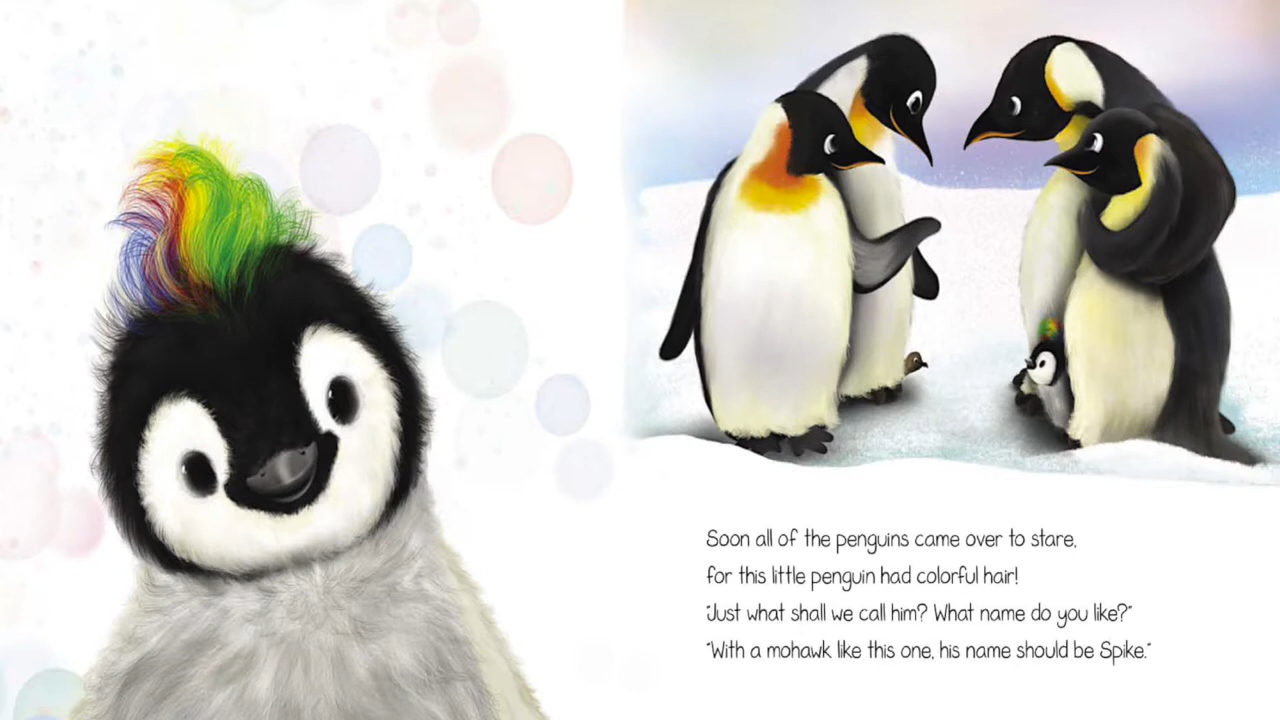 Soon all of the penguins came over to stare,
for this little penguin had colorful hair!
"Just what shall we call him? What name do you like?"
"With a mohawk like this one, his name should be Spike."